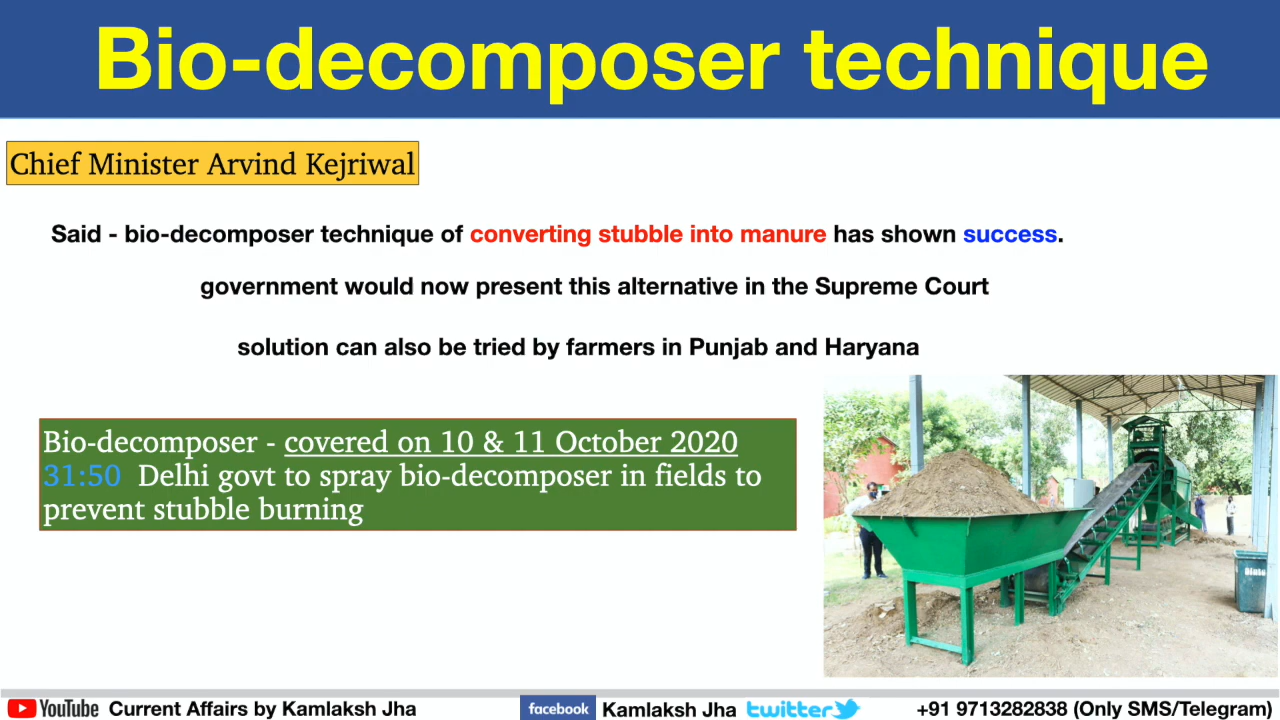 Bio-decomposer technique
Chief Minister Arvind Kejriwal
Said - bio-decomposer technique of converting stubble into manure has shown success.
government would now present this alternative in the Supreme Court
solution can also be tried by farmers in Punjab and Haryana
Bio-decomposer - covered on 10 & 11 October 2020
31:50 Delhi govt to spray bio-decomposer in fields to
prevent stubble burning
YouTube Current Affairs by Kamlaksh Jha facebook Kamlaksh Jha twitter +91 9713282838 (Only SMS/Telegram)